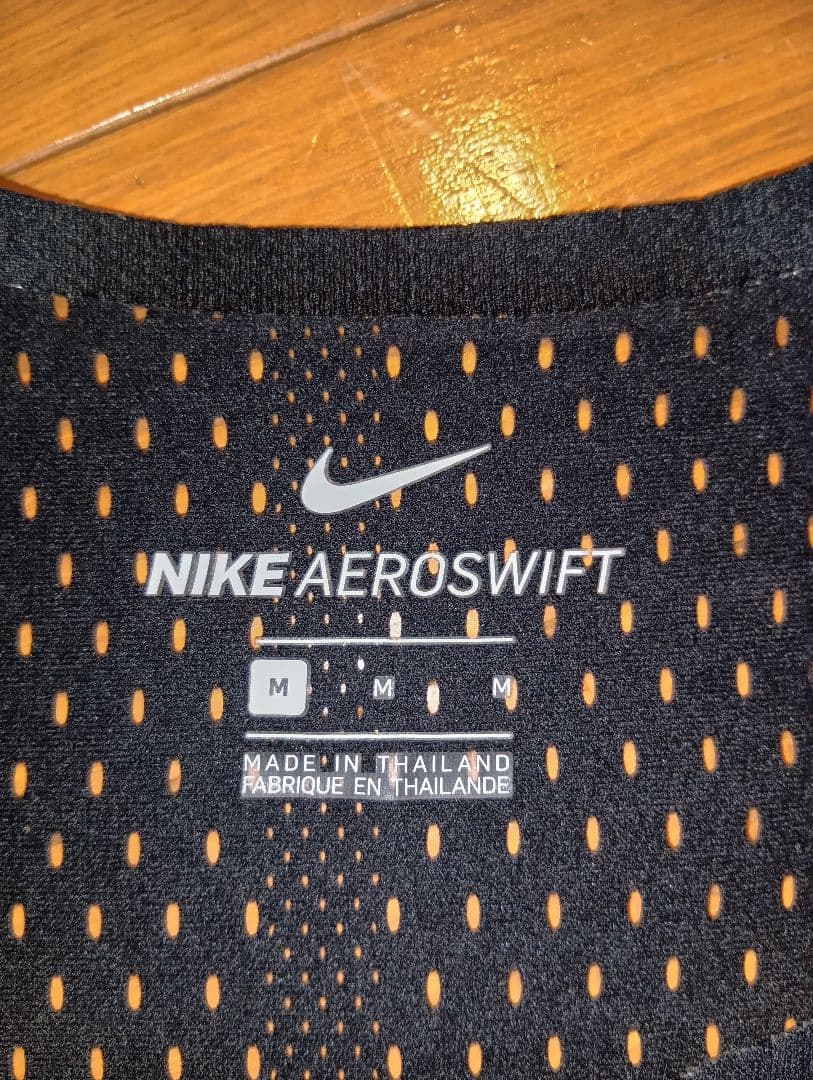 NIKE AEROSWIFT
M M M
MADE IN THAILAND
FABRIQUE EN THAILANDE